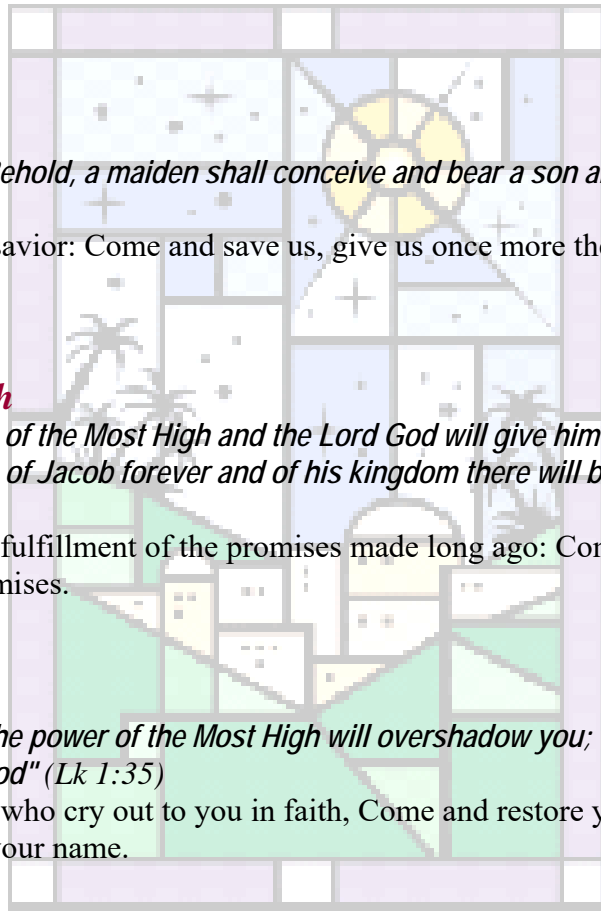 Behold, a maiden shall conceive and bear a son a
avior: Come and save us, give us once more the
h
of the Most High and the Lord God will give him
of Jacob forever and of his kingdom there will b
fulfillment of the promises made long ago: Con
mises.
he power of the Most High will overshadow you;
od" (Lk 1:35)
who cry out to you in faith, Come and restore y
your name.